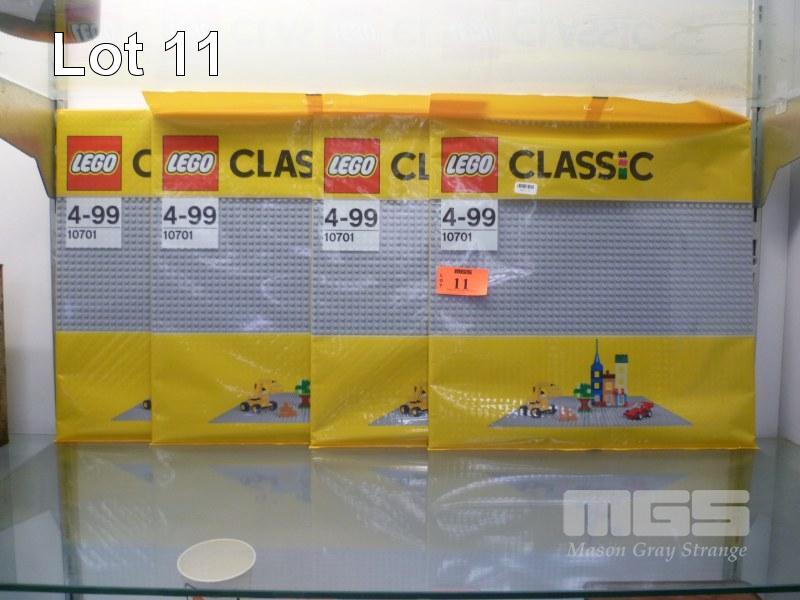 Lot 11
LEGO C
4-99
10701
LEGO CLAS
4-99
10701
LEGO CL
4-99
10701
LEGO CLASSIC
4-99
10701
MGS
LOT 11
MGS
Mason Gray Strange